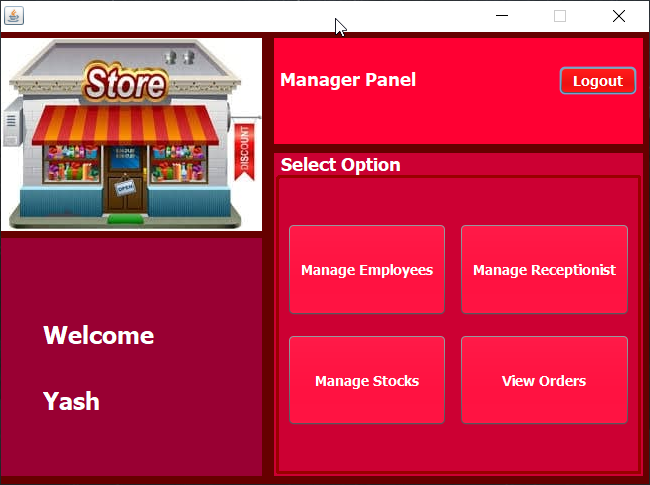 Store
DISCOUNT
OPEN
Manager Panel
Logout
Select Option
Manage Employees
Manage Receptionist
Manage Stocks
View Orders
Welcome
Yash